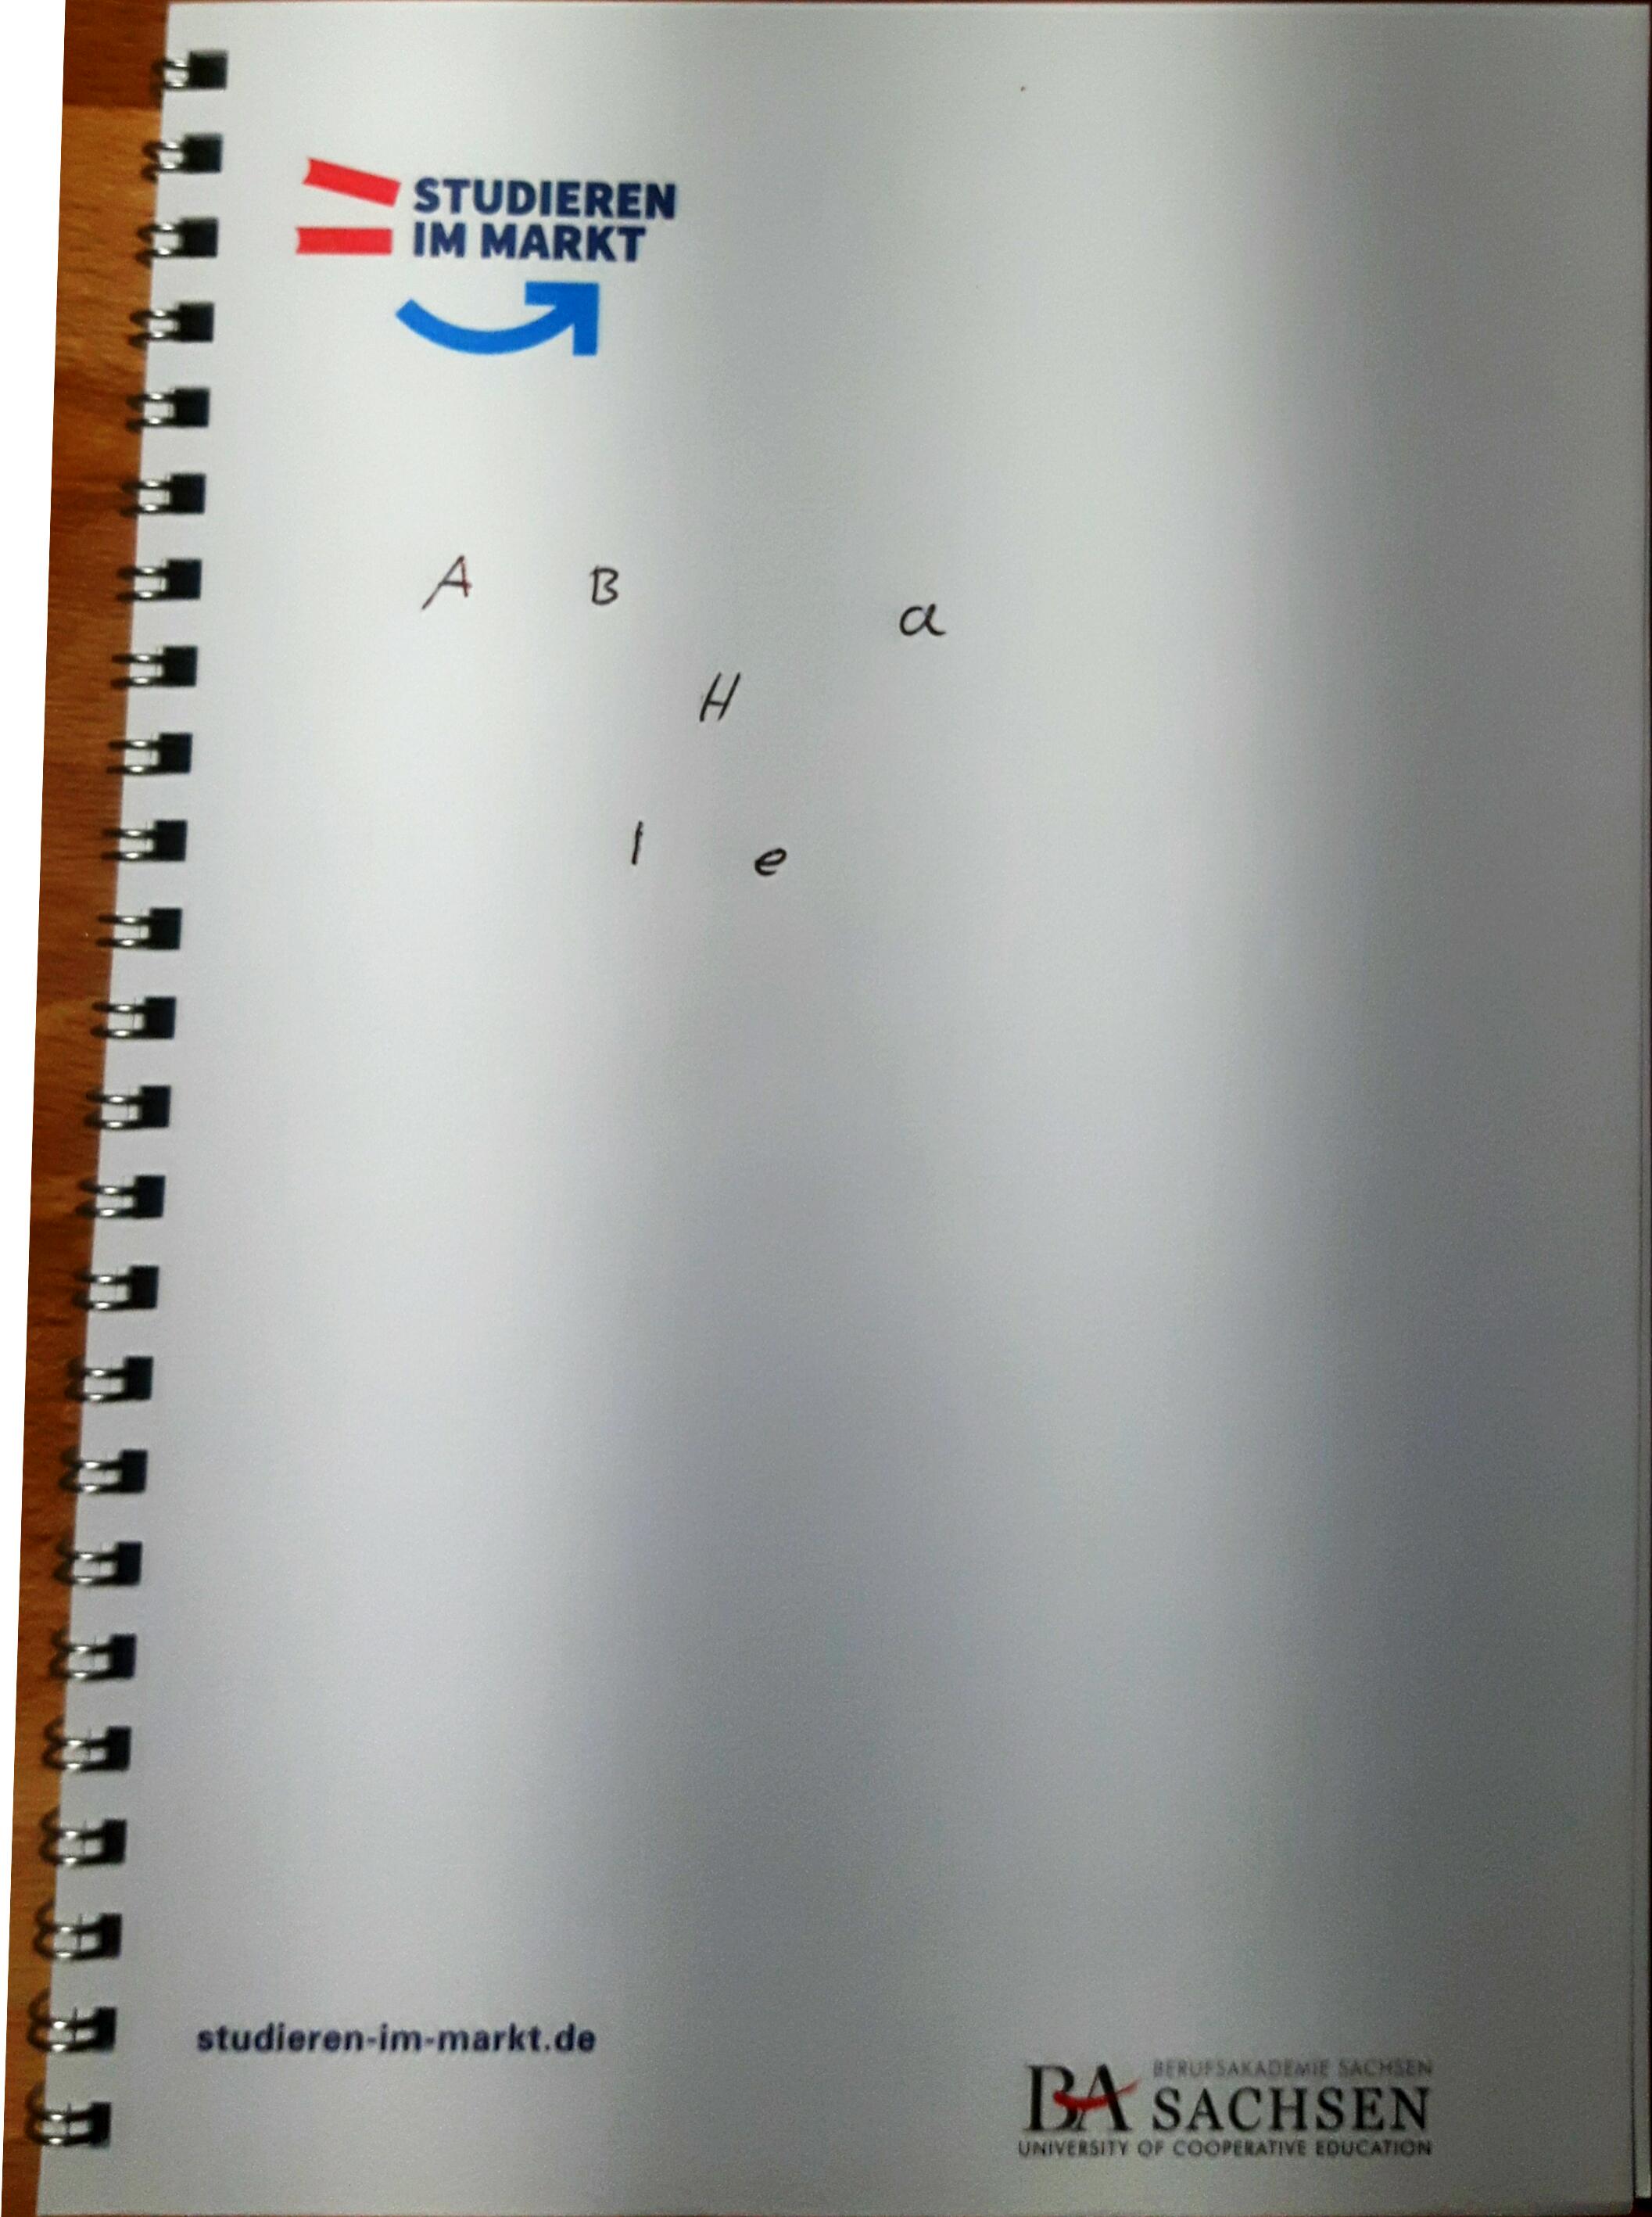 STUDIEREN
IM MARKT
A B a
H
l e
studieren-im-markt.de
BA BERUFSAKADEMIE SACHSEN
SACHSEN
UNIVERSITY OF COOPERATIVE EDUCATION